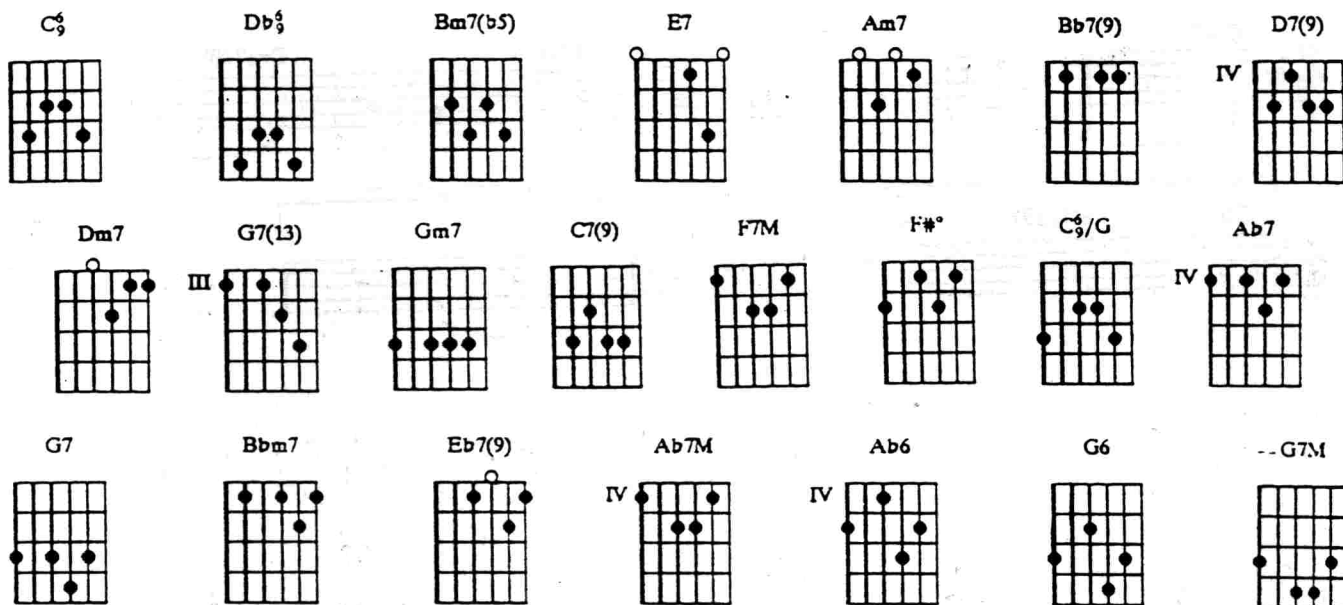 C6/9 Db6/9 Bm7(b5) E7 Am7 Bb7(9) D7(9)
IV
Dm7 G7(13) Gm7 C7(9) F7M F#° C6/9/G Ab7
III IV
G7 Bbm7 Eb7(9) Ab7M Ab6 G6 --G7M
IV IV